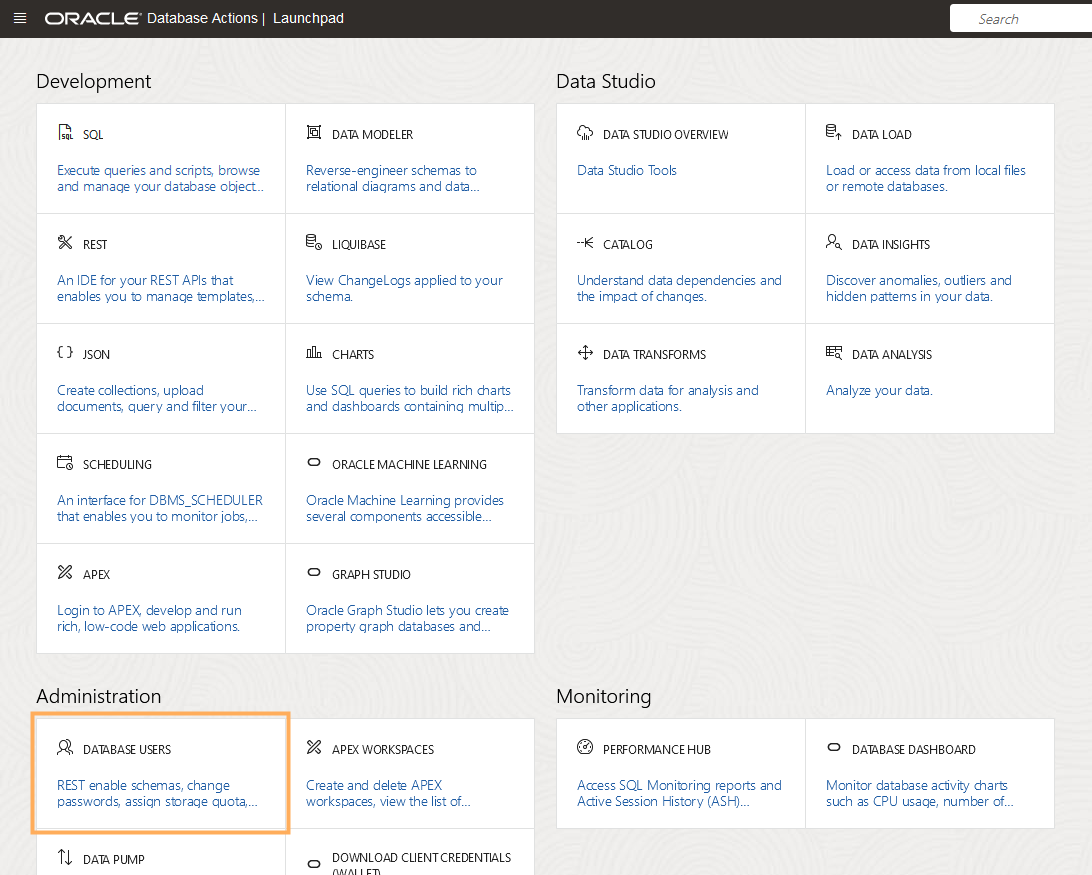 ORACLE Database Actions | Launchpad
Search
Development
SQL
Execute queries and scripts, browse
and manage your database object...
DATA MODELER
Reverse-engineer schemas to
relational diagrams and data...
REST
An IDE for your REST APIs that
enables you to manage templates,...
LIQUIBASE
View ChangeLogs applied to your
schema.
JSON
Create collections, upload
documents, query and filter your...
CHARTS
Use SQL queries to build rich charts
and dashboards containing multip...
SCHEDULING
An interface for DBMS_SCHEDULER
that enables you to monitor jobs,...
ORACLE MACHINE LEARNING
Oracle Machine Learning provides
several components accessible...
APEX
Login to APEX, develop and run
rich, low-code web applications.
GRAPH STUDIO
Oracle Graph Studio lets you create
property graph databases and...
Data Studio
DATA STUDIO OVERVIEW
Data Studio Tools
DATA LOAD
Load or access data from local files
or remote databases.
CATALOG
Understand data dependencies and
the impact of changes.
DATA INSIGHTS
Discover anomalies, outliers and
hidden patterns in your data.
DATA TRANSFORMS
Transform data for analysis and
other applications.
DATA ANALYSIS
Analyze your data.
Administration
DATABASE USERS
REST enable schemas, change
passwords, assign storage quota,...
APEX WORKSPACES
Create and delete APEX
workspaces, view the list of...
DATA PUMP
DOWNLOAD CLIENT CREDENTIALS
(WALLET)
Monitoring
PERFORMANCE HUB
Access SQL Monitoring reports and
Active Session History (ASH)...
DATABASE DASHBOARD
Monitor database activity charts
such as CPU usage, number of...